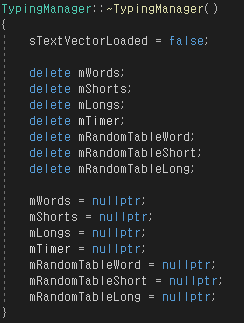 TypingManager::~TypingManager()
{
sTextVectorLoaded = false;
delete mWords;
delete mShorts;
delete mLongs;
delete mTimer;
delete mRandomTableWord;
delete mRandomTableShort;
delete mRandomTableLong;
mWords = nullptr;
mShorts = nullptr;
mLongs = nullptr;
mTimer = nullptr;
mRandomTableWord = nullptr;
mRandomTableShort = nullptr;
mRandomTableLong = nullptr;
}